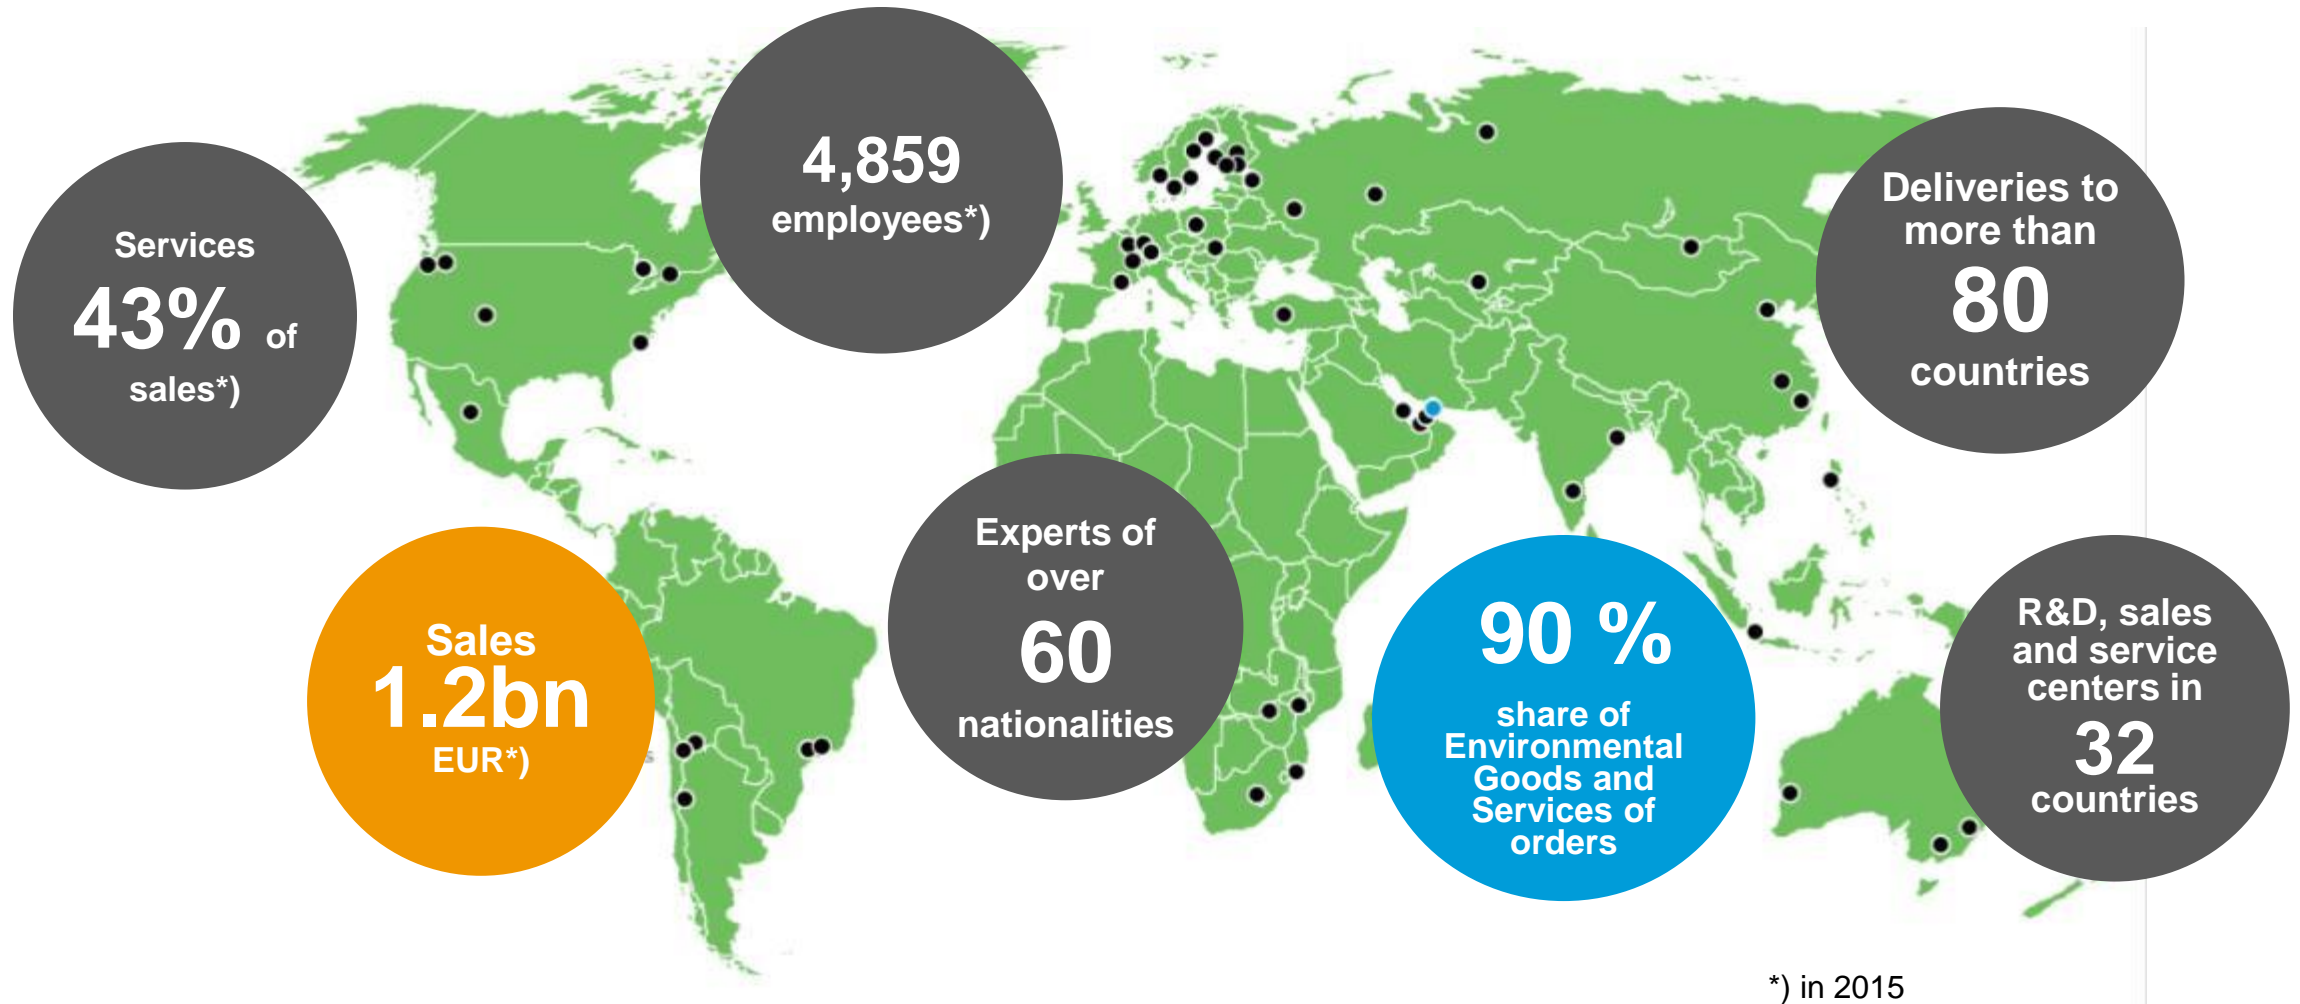 Services
43% of
sales*)
4,859
employees*)
Deliveries to
more than
80
countries
Sales
1.2bn
EUR*)
Experts of
over
60
nationalities
90 %
share of
Environmental
Goods and
Services of
orders
R&D, sales
and service
centers in
32
countries
*) in 2015